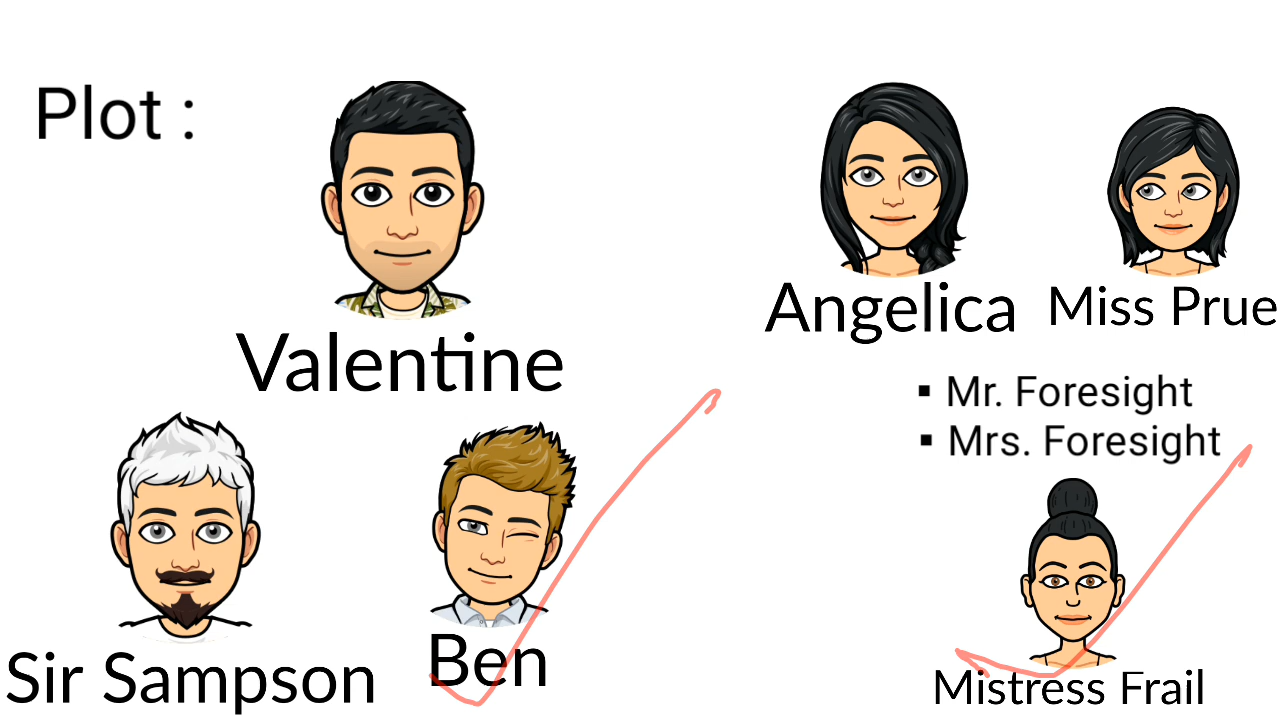 Plot :
Valentine
Angelica
Miss Prue
▪ Mr. Foresight
▪ Mrs. Foresight
Sir Sampson
Ben
Mistress Frail